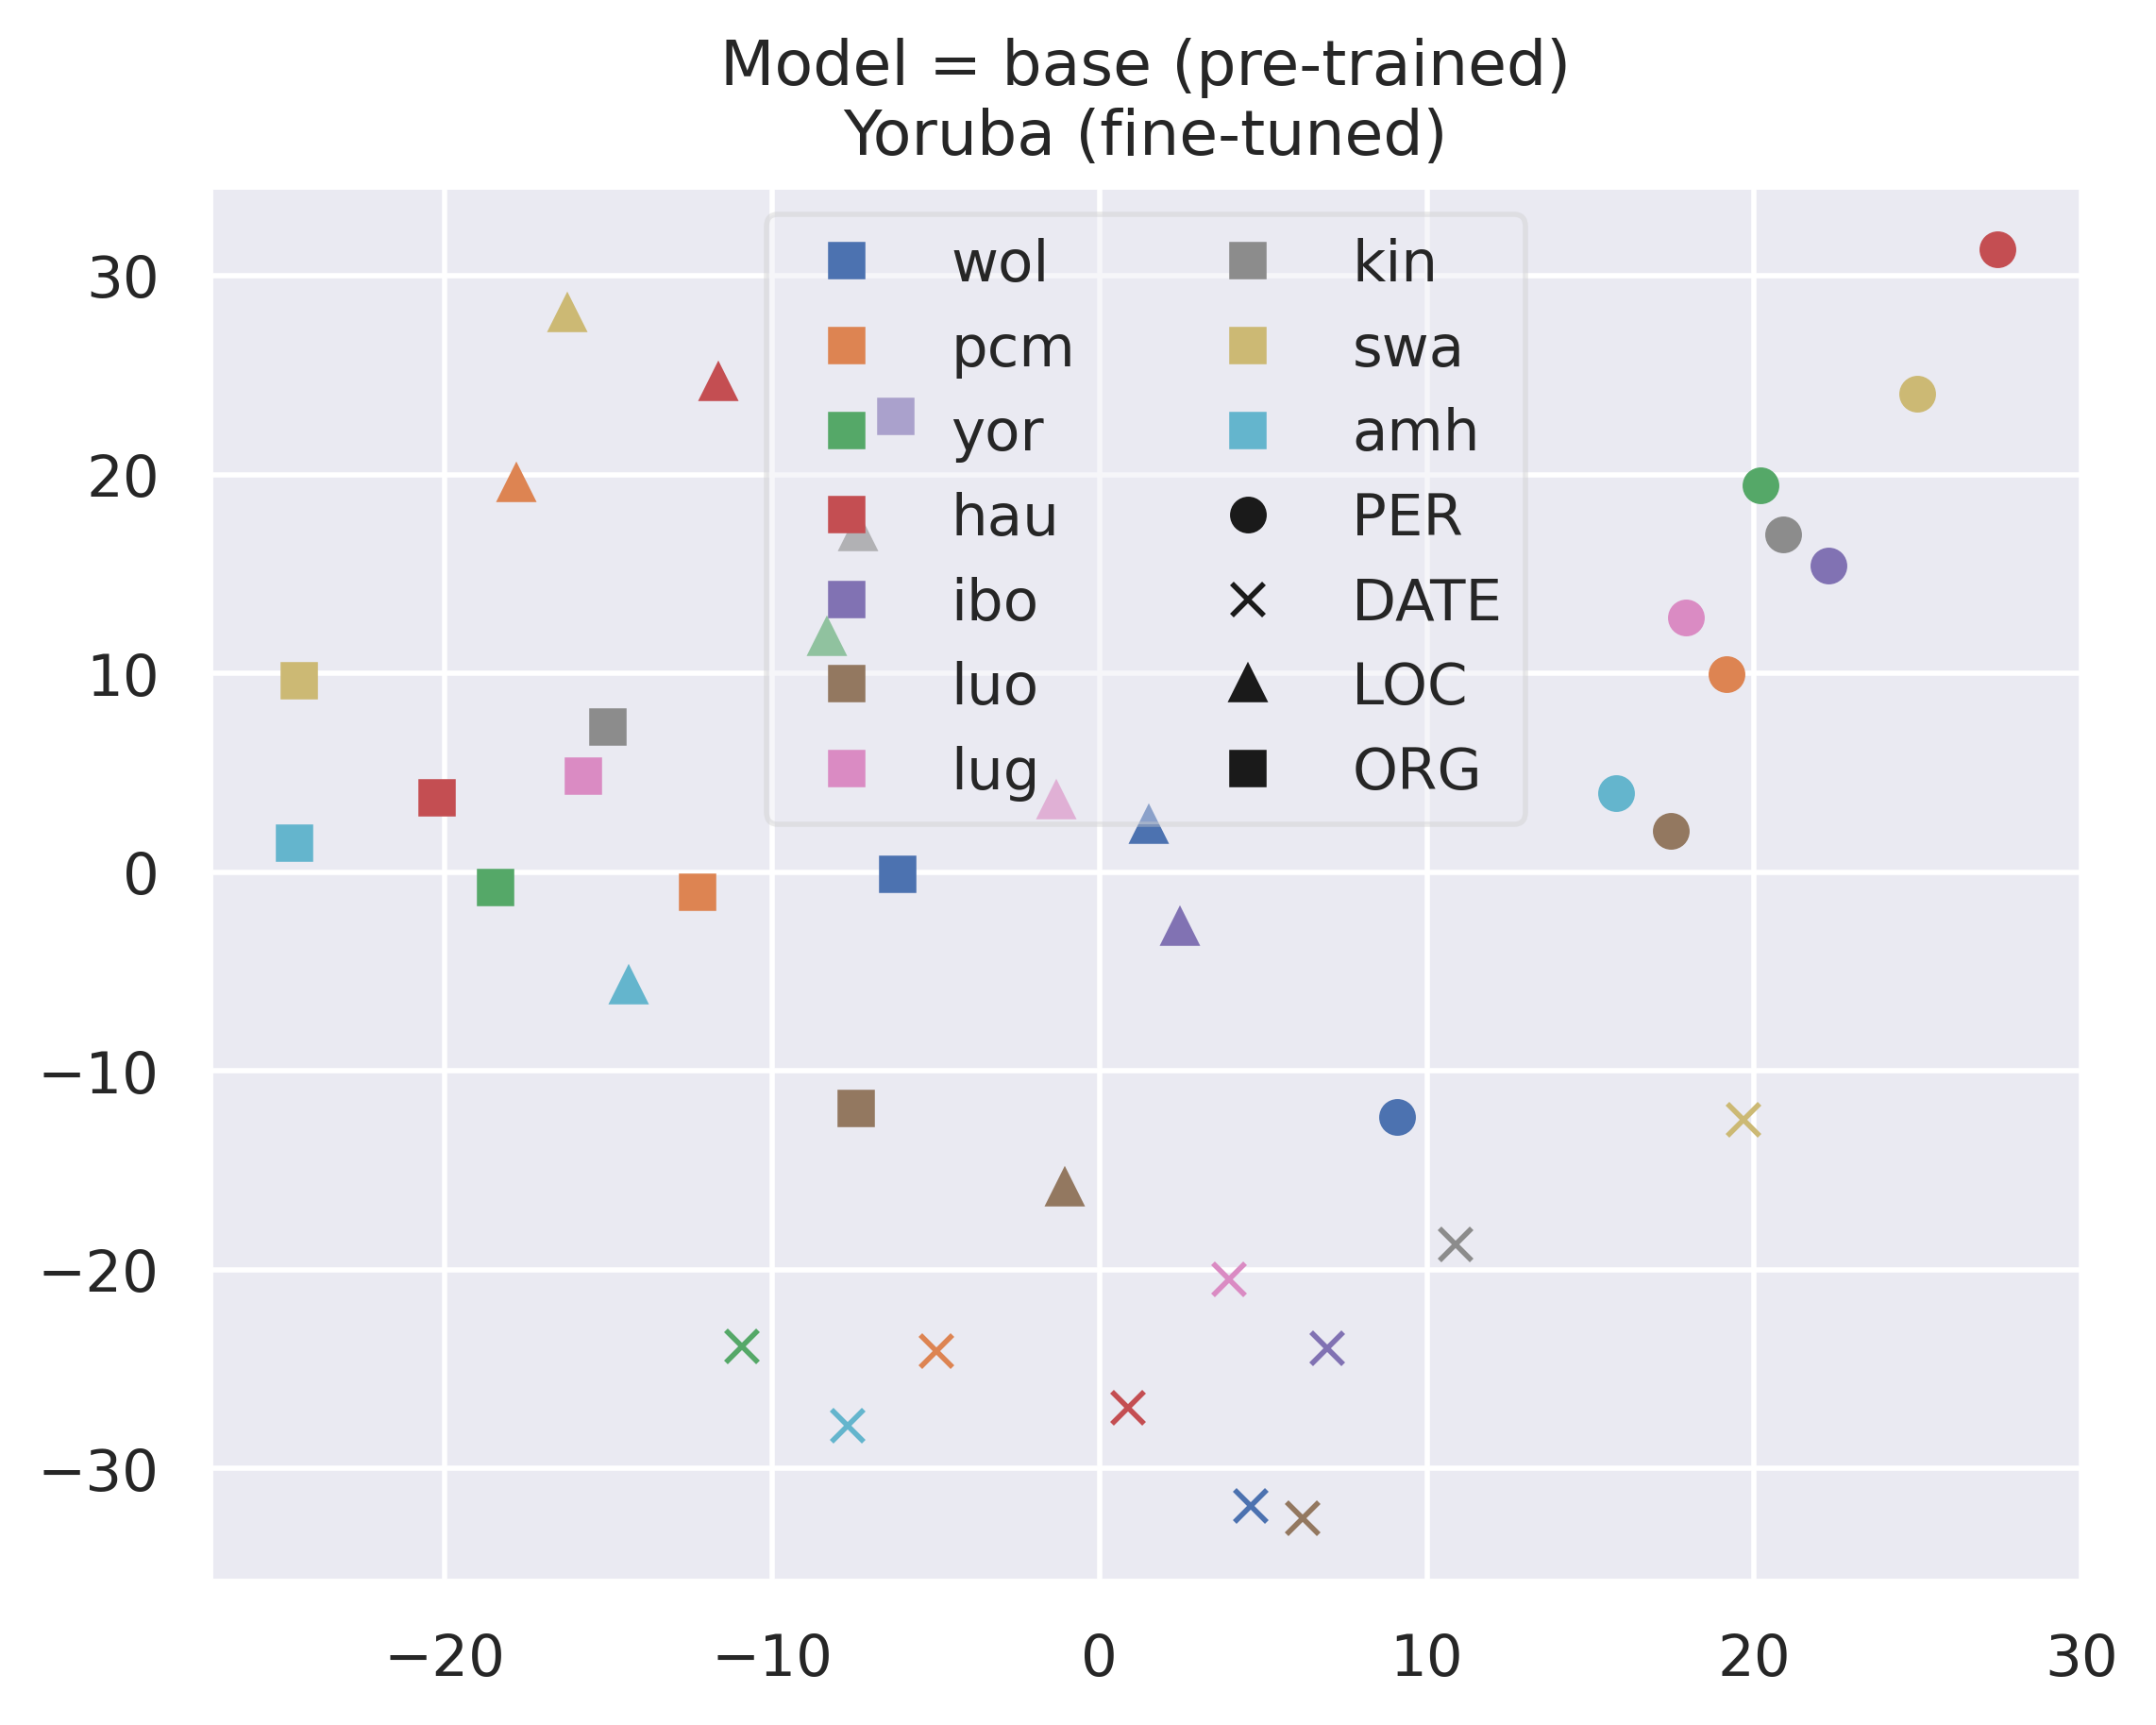 Model = base (pre-trained)
Yoruba (fine-tuned)
30
20
10
0
−10
−20
−30
wol
pcm
yor
hau
ibo
luo
lug
kin
swa
amh
PER
DATE
LOC
ORG
−20
−10
0
10
20
30